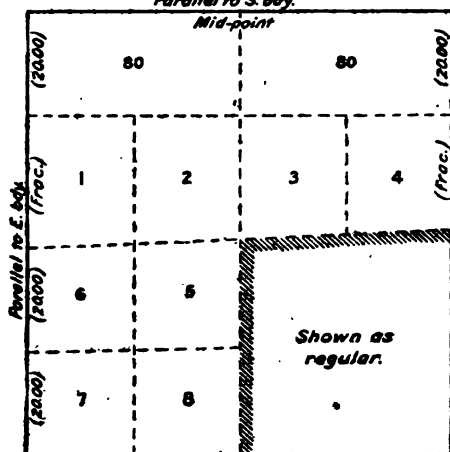 Parallel to S. bdy.
Mid-point
(20.00) 80 80 (20.00)
(Frac.) 1 2 3 4 (Frac.)
Parallel to E. bdy.
(20.00) 6 5
Shown as
regular.
(20.00) 7 8